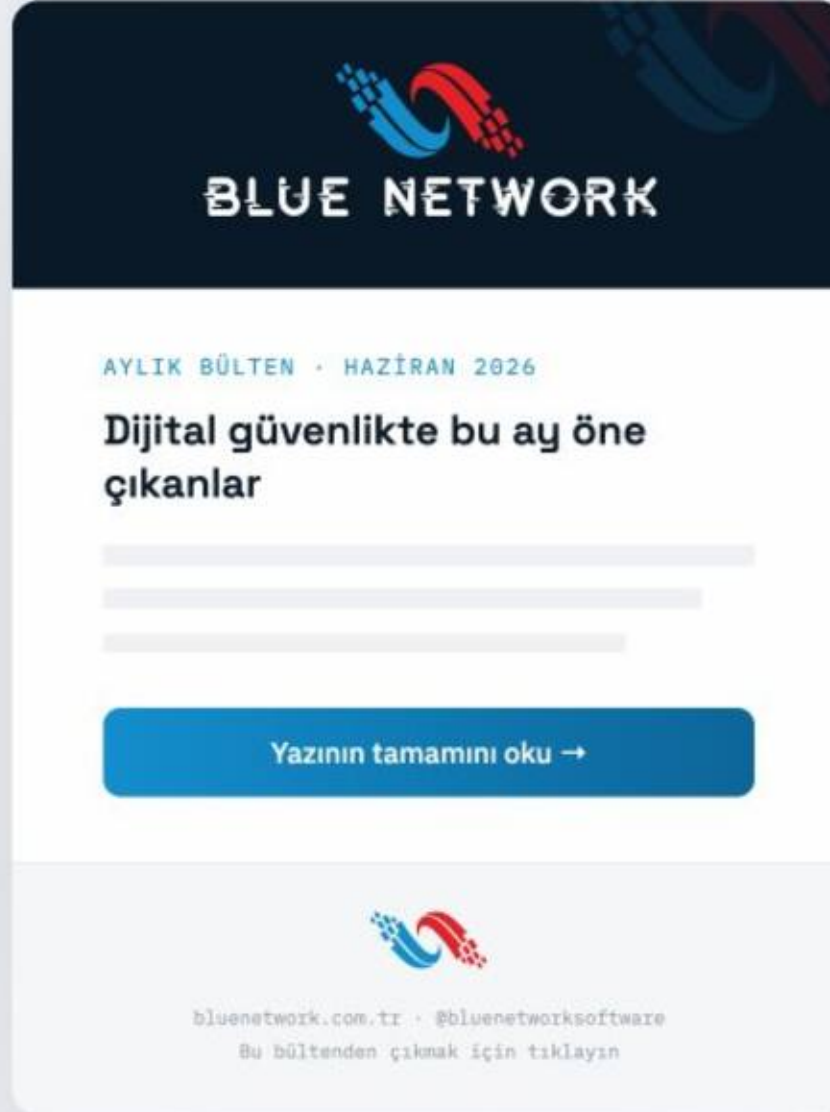 BLUE NETWORK
AYLIK BÜLTEN · HAZİRAN 2026
Dijital güvenlikte bu ay öne
çıkanlar
Yazının tamamını oku →
bluenetwork.com.tr · @bluenetworksoftware
Bu bültenden çıkmak için tıklayın